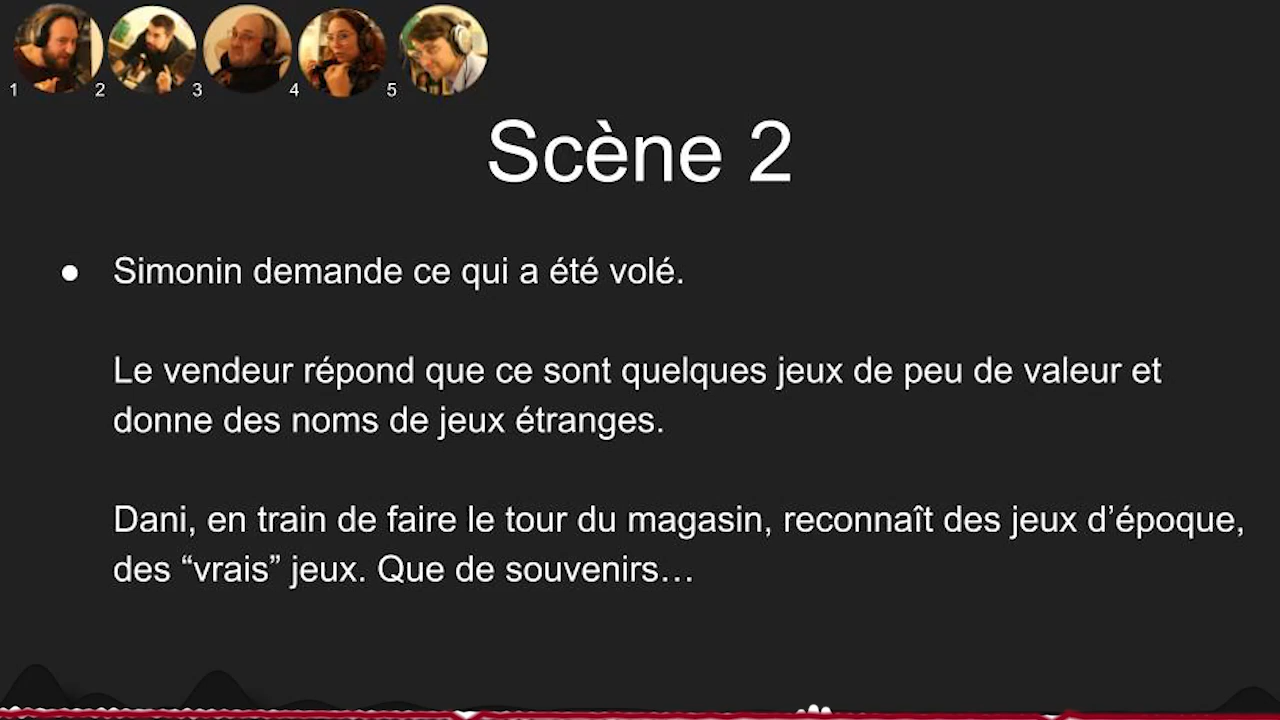 1 2 3 4 5
Scène 2
● Simonin demande ce qui a été volé.
Le vendeur répond que ce sont quelques jeux de peu de valeur et
donne des noms de jeux étranges.
Dani, en train de faire le tour du magasin, reconnaît des jeux d’époque,
des “vrais” jeux. Que de souvenirs…